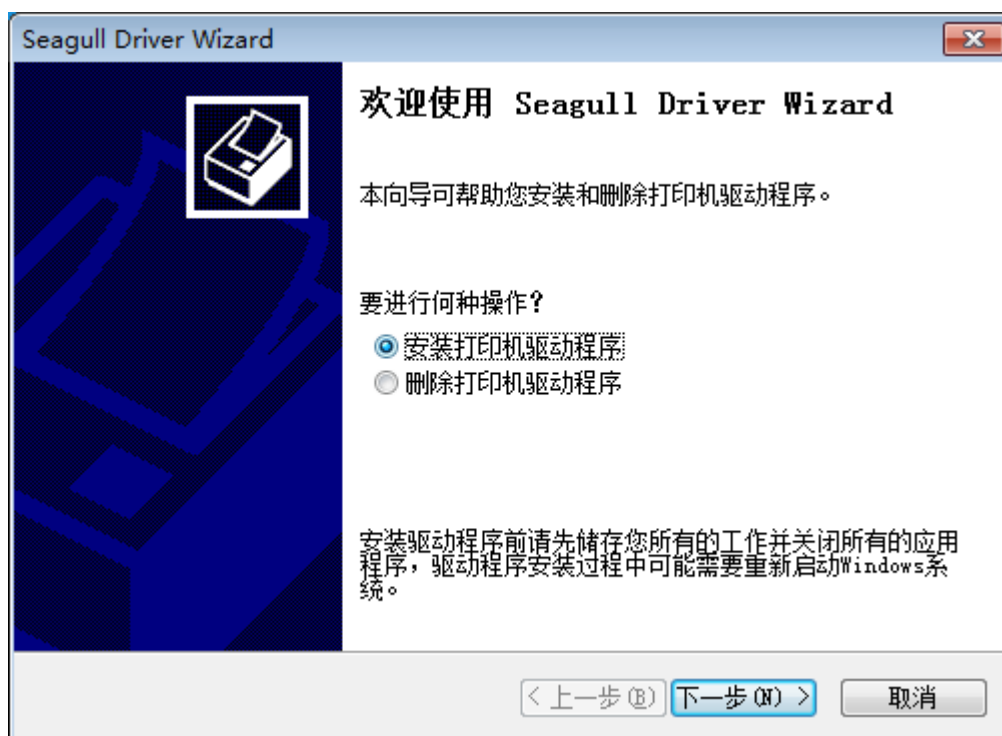 Seagull Driver Wizard
欢迎使用 Seagull Driver Wizard
本向导可帮助您安装和删除打印机驱动程序。
要进行何种操作?
安装打印机驱动程序
删除打印机驱动程序
安装驱动程序前请先储存您所有的工作并关闭所有的应用
程序，驱动程序安装过程中可能需要重新启动Windows系
统。
< 上一步(B) 下一步(N) > 取消